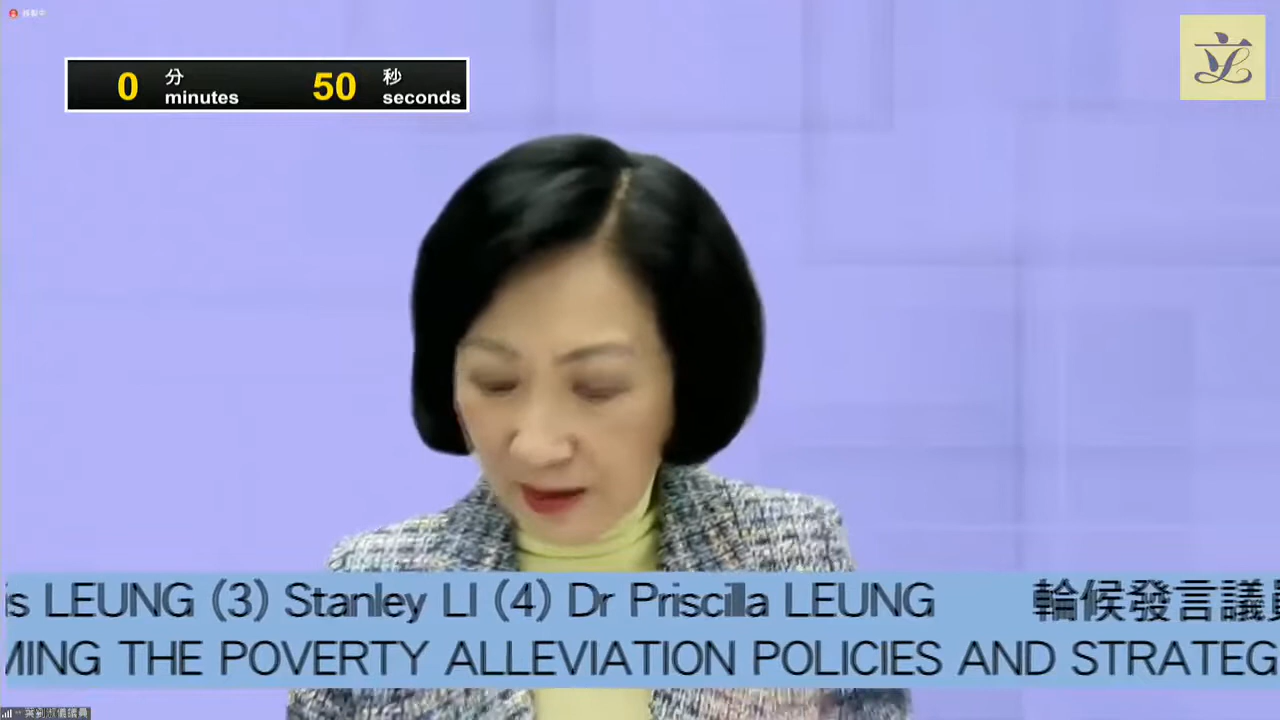 0 分 minutes 50 秒 seconds
is LEUNG (3) Stanley LI (4) Dr Priscilla LEUNG 輪候發言議員
MING THE POVERTY ALLEVIATION POLICIES AND STRATEG